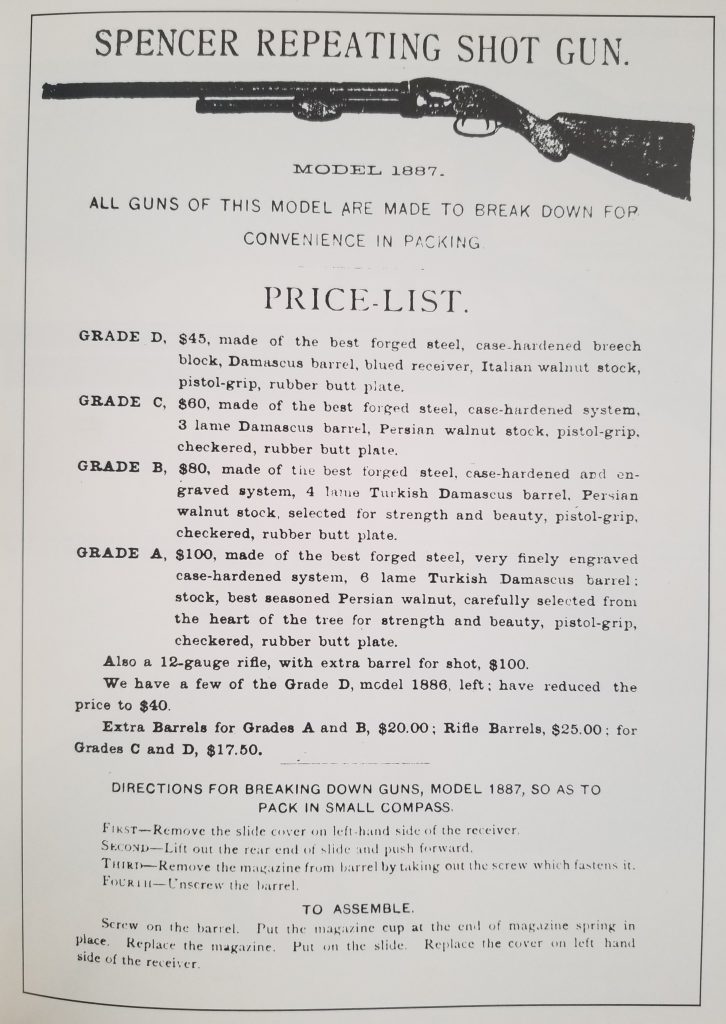 SPENCER REPEATING SHOT GUN.
MODEL 1887.
ALL GUNS OF THIS MODEL ARE MADE TO BREAK DOWN FOR
CONVENIENCE IN PACKING.
PRICE-LIST.
GRADE D, $45, made of the best forged steel, case-hardened breech
block, Damascus barrel, blued receiver, Italian walnut stock,
pistol-grip, rubber butt plate.
GRADE C, $60, made of the best forged steel, case-hardened system,
3 lame Damascus barrel, Persian walnut stock, pistol-grip,
checkered, rubber butt plate.
GRADE B, $80, made of the best forged steel, case-hardened and en-
graved system, 4 lame Turkish Damascus barrel, Persian
walnut stock, selected for strength and beauty, pistol-grip,
checkered, rubber butt plate.
GRADE A, $100, made of the best forged steel, very finely engraved
case-hardened system, 6 lame Turkish Damascus barrel;
stock, best seasoned Persian walnut, carefully selected from
the heart of the tree for strength and beauty, pistol-grip,
checkered, rubber butt plate.
Also a 12-gauge rifle, with extra barrel for shot, $100.
We have a few of the Grade D, model 1886, left; have reduced the
price to $40.
Extra Barrels for Grades A and B, $20.00; Rifle Barrels, $25.00; for
Grades C and D, $17.50.
DIRECTIONS FOR BREAKING DOWN GUNS, MODEL 1887, SO AS TO
PACK IN SMALL COMPASS.
FIRST—Remove the slide cover on left-hand side of the receiver.
SECOND—Lift out the rear end of slide and push forward.
THIRD—Remove the magazine from barrel by taking out the screw which fastens it.
FOURTH—Unscrew the barrel.
TO ASSEMBLE.
Screw on the barrel. Put the magazine cup at the end of magazine spring in
place. Replace the magazine. Put on the slide. Replace the cover on left hand
side of the receiver.